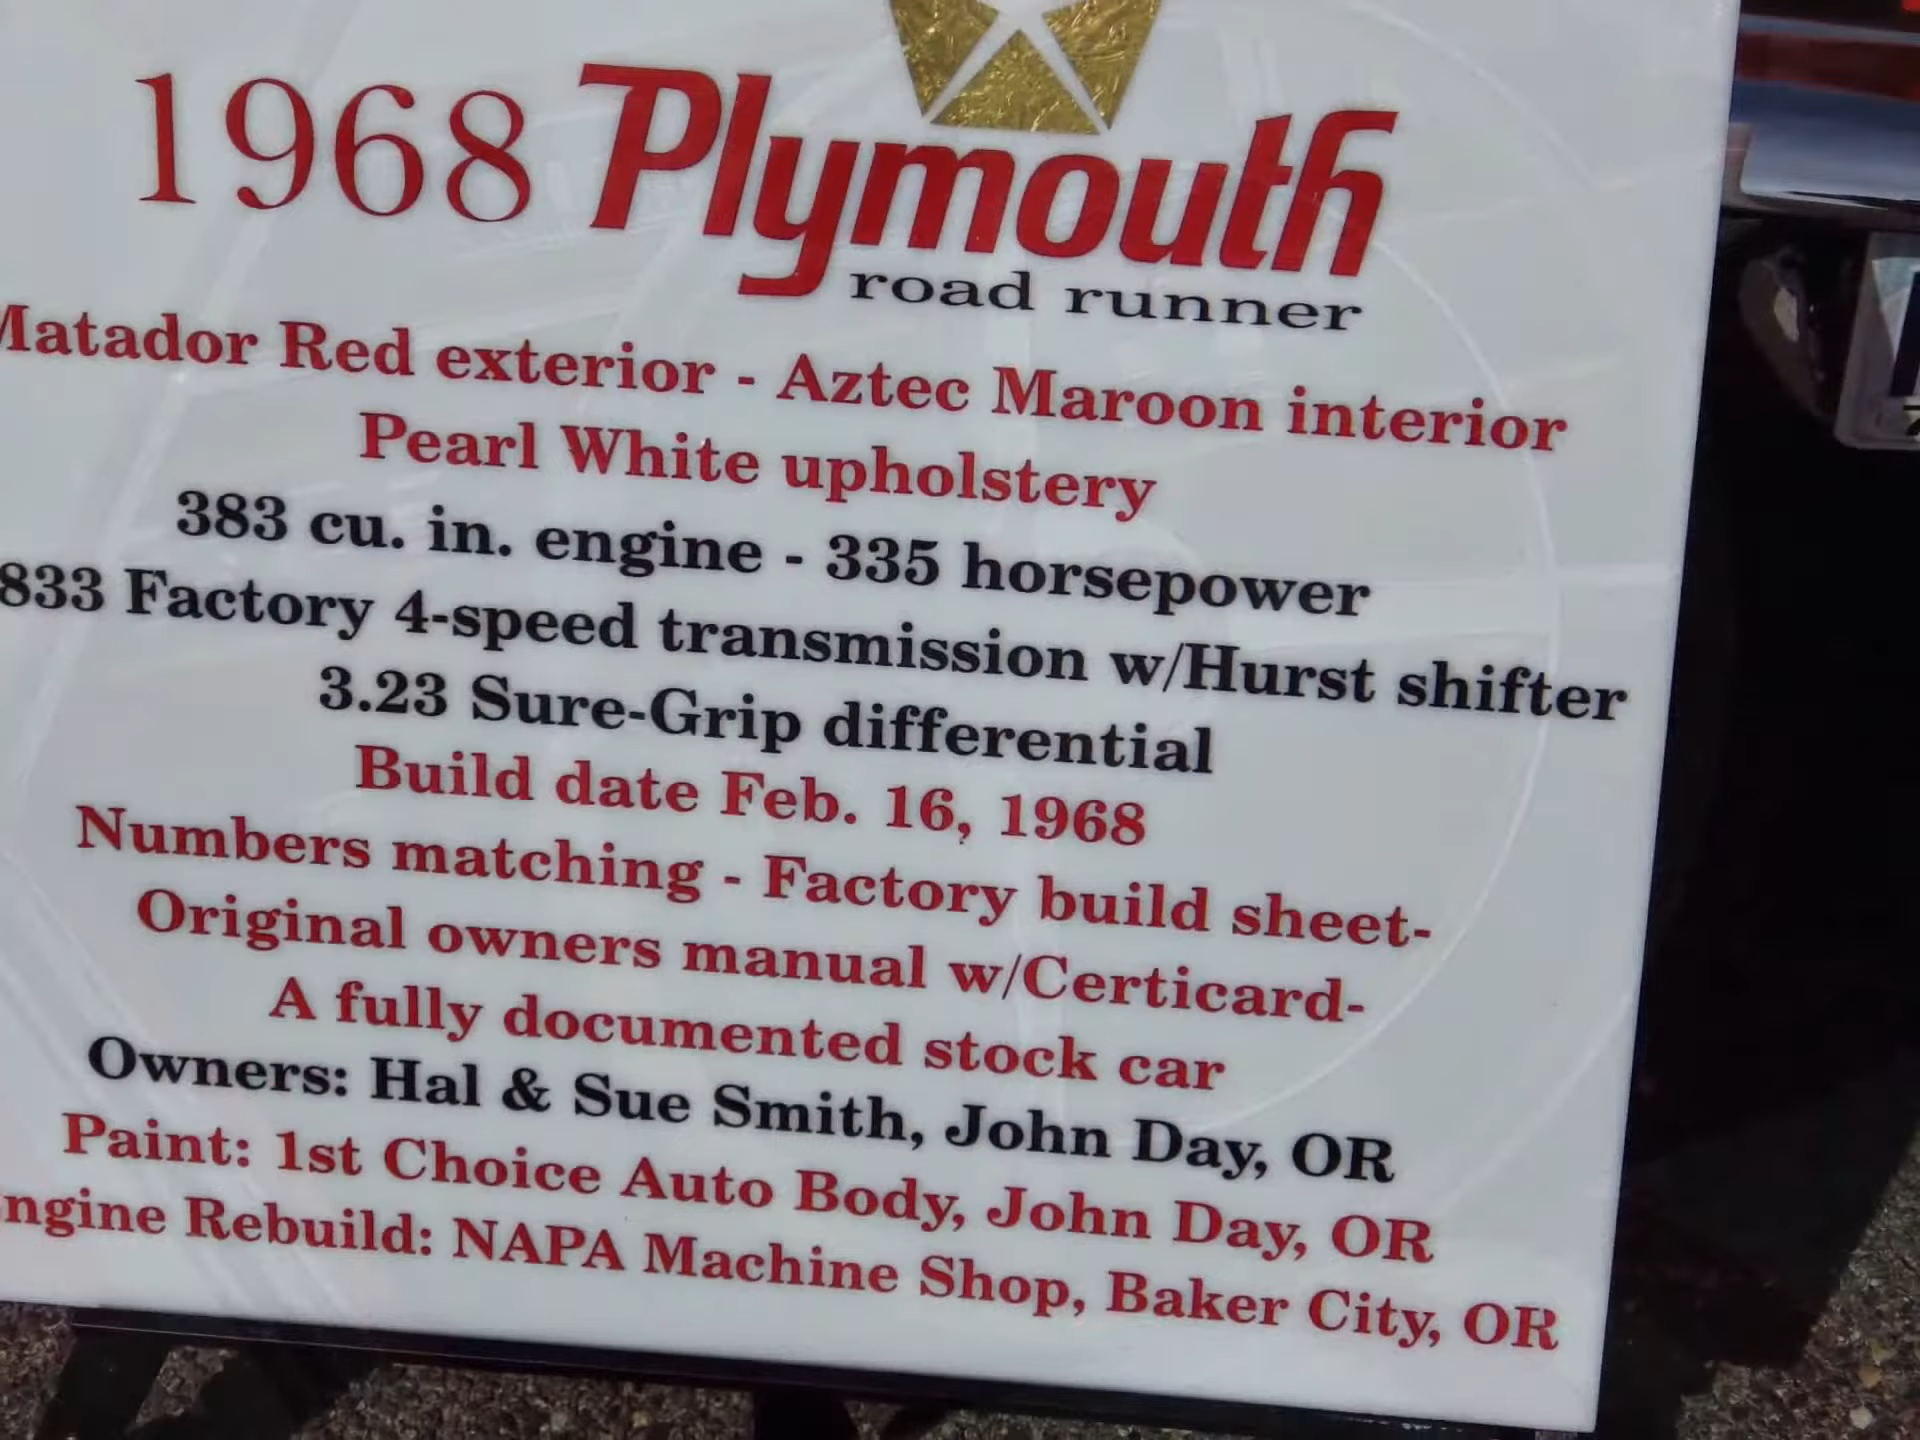 1968 Plymouth
road runner
Matador Red exterior - Aztec Maroon interior
Pearl White upholstery
383 cu. in. engine - 335 horsepower
833 Factory 4-speed transmission w/Hurst shifter
3.23 Sure-Grip differential
Build date Feb. 16, 1968
Numbers matching - Factory build sheet-
Original owners manual w/Certicard-
A fully documented stock car
Owners: Hal & Sue Smith, John Day, OR
Paint: 1st Choice Auto Body, John Day, OR
ngine Rebuild: NAPA Machine Shop, Baker City, OR